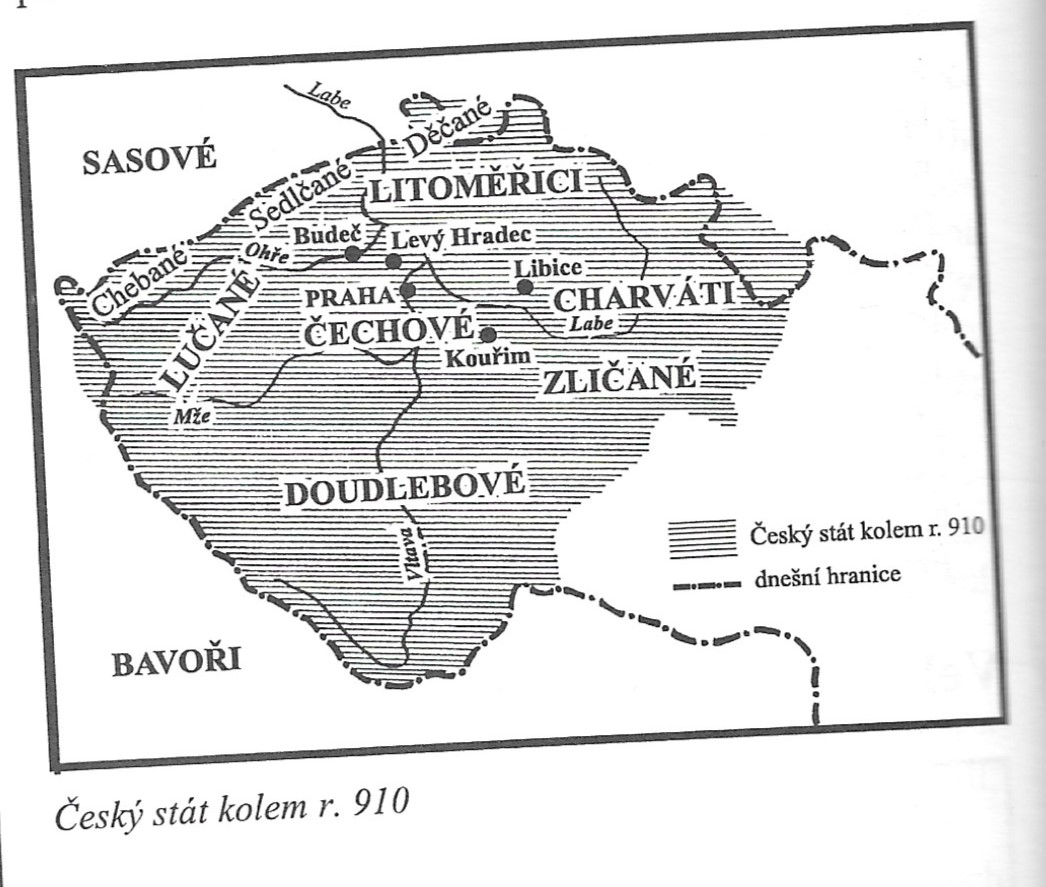 Labe
Děčané
SASOVÉ
Sedlčané
LITOMĚŘICI
Chebané
Ohře
Budeč
Levý Hradec
LUČANÉ
PRAHA
Libice
CHARVÁTI
ČECHOVÉ
Labe
Kouřim
ZLIČANÉ
Mže
DOUDLEBOVÉ
Vltava
Český stát kolem r. 910
dnešní hranice
BAVOŘI
Český stát kolem r. 910